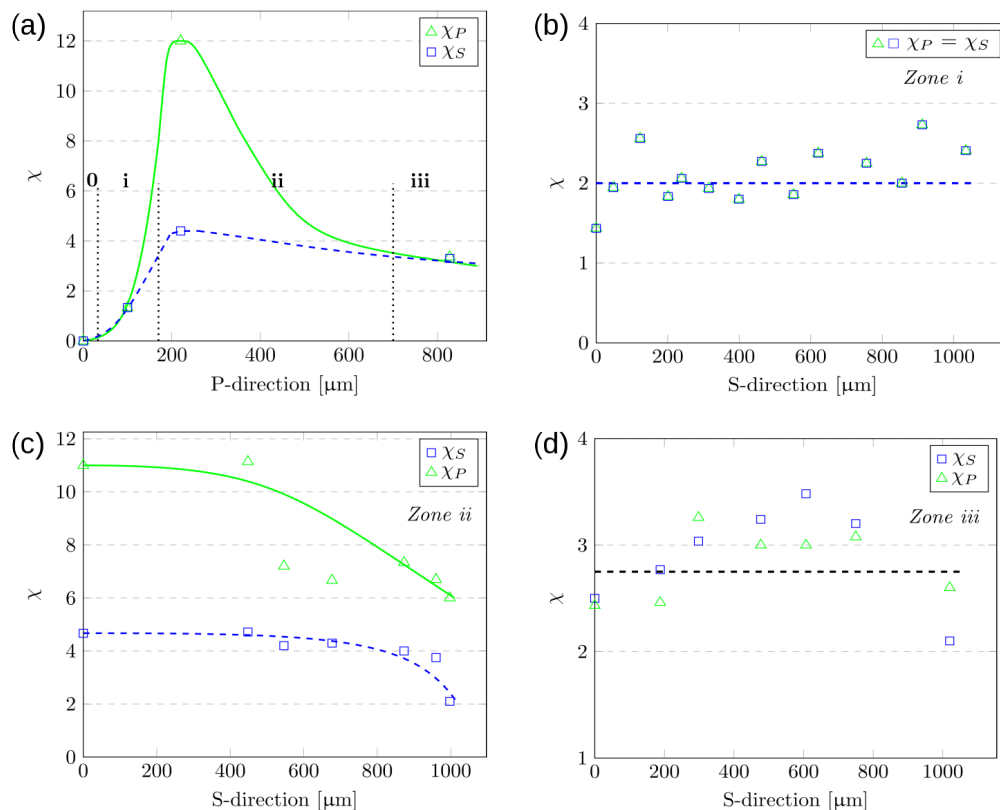 (a)
χP
χS
12
10
8
6
4
2
0
0 i ii iii
χ
0 200 400 600 800
P-direction [µm]
(b)
χP = χS
Zone i
4
3
2
1
0
χ
0 200 400 600 800 1000
S-direction [µm]
(c)
χS
χP
Zone ii
12
10
8
6
4
2
0
χ
0 200 400 600 800 1000
S-direction [µm]
(d)
χS
χP
Zone iii
4
3
2
1
χ
0 200 400 600 800 1000
S-direction [µm]